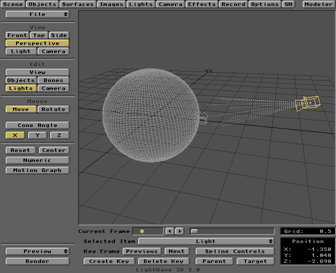 Scene Objects Surfaces Images Lights Camera Effects Record Options SN Modeler
File
View
Front Top Side
Perspective
Light Camera
Edit
View
Objects Bones
Lights Camera
Mouse
Move Rotate
Cone Angle
X Y Z
Reset Center
Numeric
Motion Graph
Preview
Render
Current Frame
Selected Item Light
Key Frame Previous Next Spline Controls
Create Key Delete Key Parent Target
Grid: 0.5
Position
X: -1.350
Y: 1.041
Z: -2.890
LightWave 3D 5.0